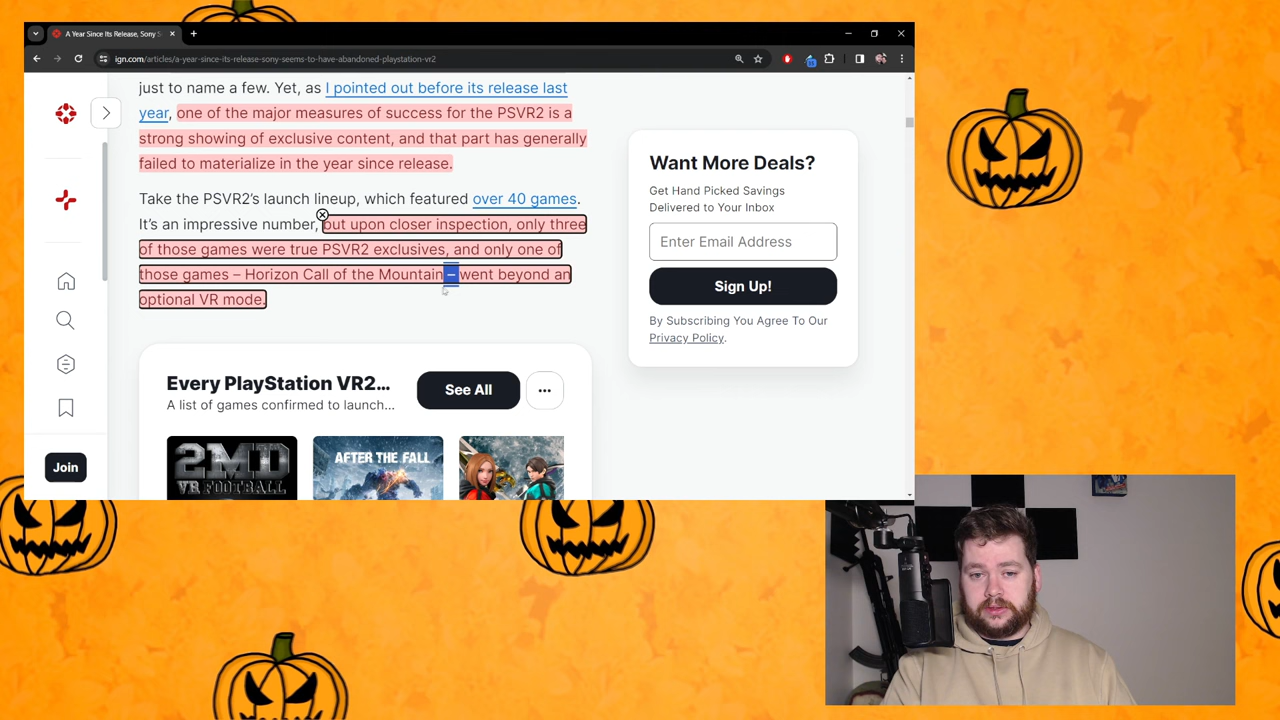 A Year Since Its Release, Sony S
ign.com/articles/a-year-since-its-release-sony-seems-to-have-abandoned-playstation-vr2
just to name a few. Yet, as I pointed out before its release last
year, one of the major measures of success for the PSVR2 is a
strong showing of exclusive content, and that part has generally
failed to materialize in the year since release.
Take the PSVR2’s launch lineup, which featured over 40 games.
It’s an impressive number, but upon closer inspection, only three
of those games were true PSVR2 exclusives, and only one of
those games – Horizon Call of the Mountain – went beyond an
optional VR mode.
Every PlayStation VR2...
A list of games confirmed to launch...
See All
2MD
VR FOOTBALL
AFTER THE FALL
Want More Deals?
Get Hand Picked Savings
Delivered to Your Inbox
Enter Email Address
Sign Up!
By Subscribing You Agree To Our
Privacy Policy.
Join